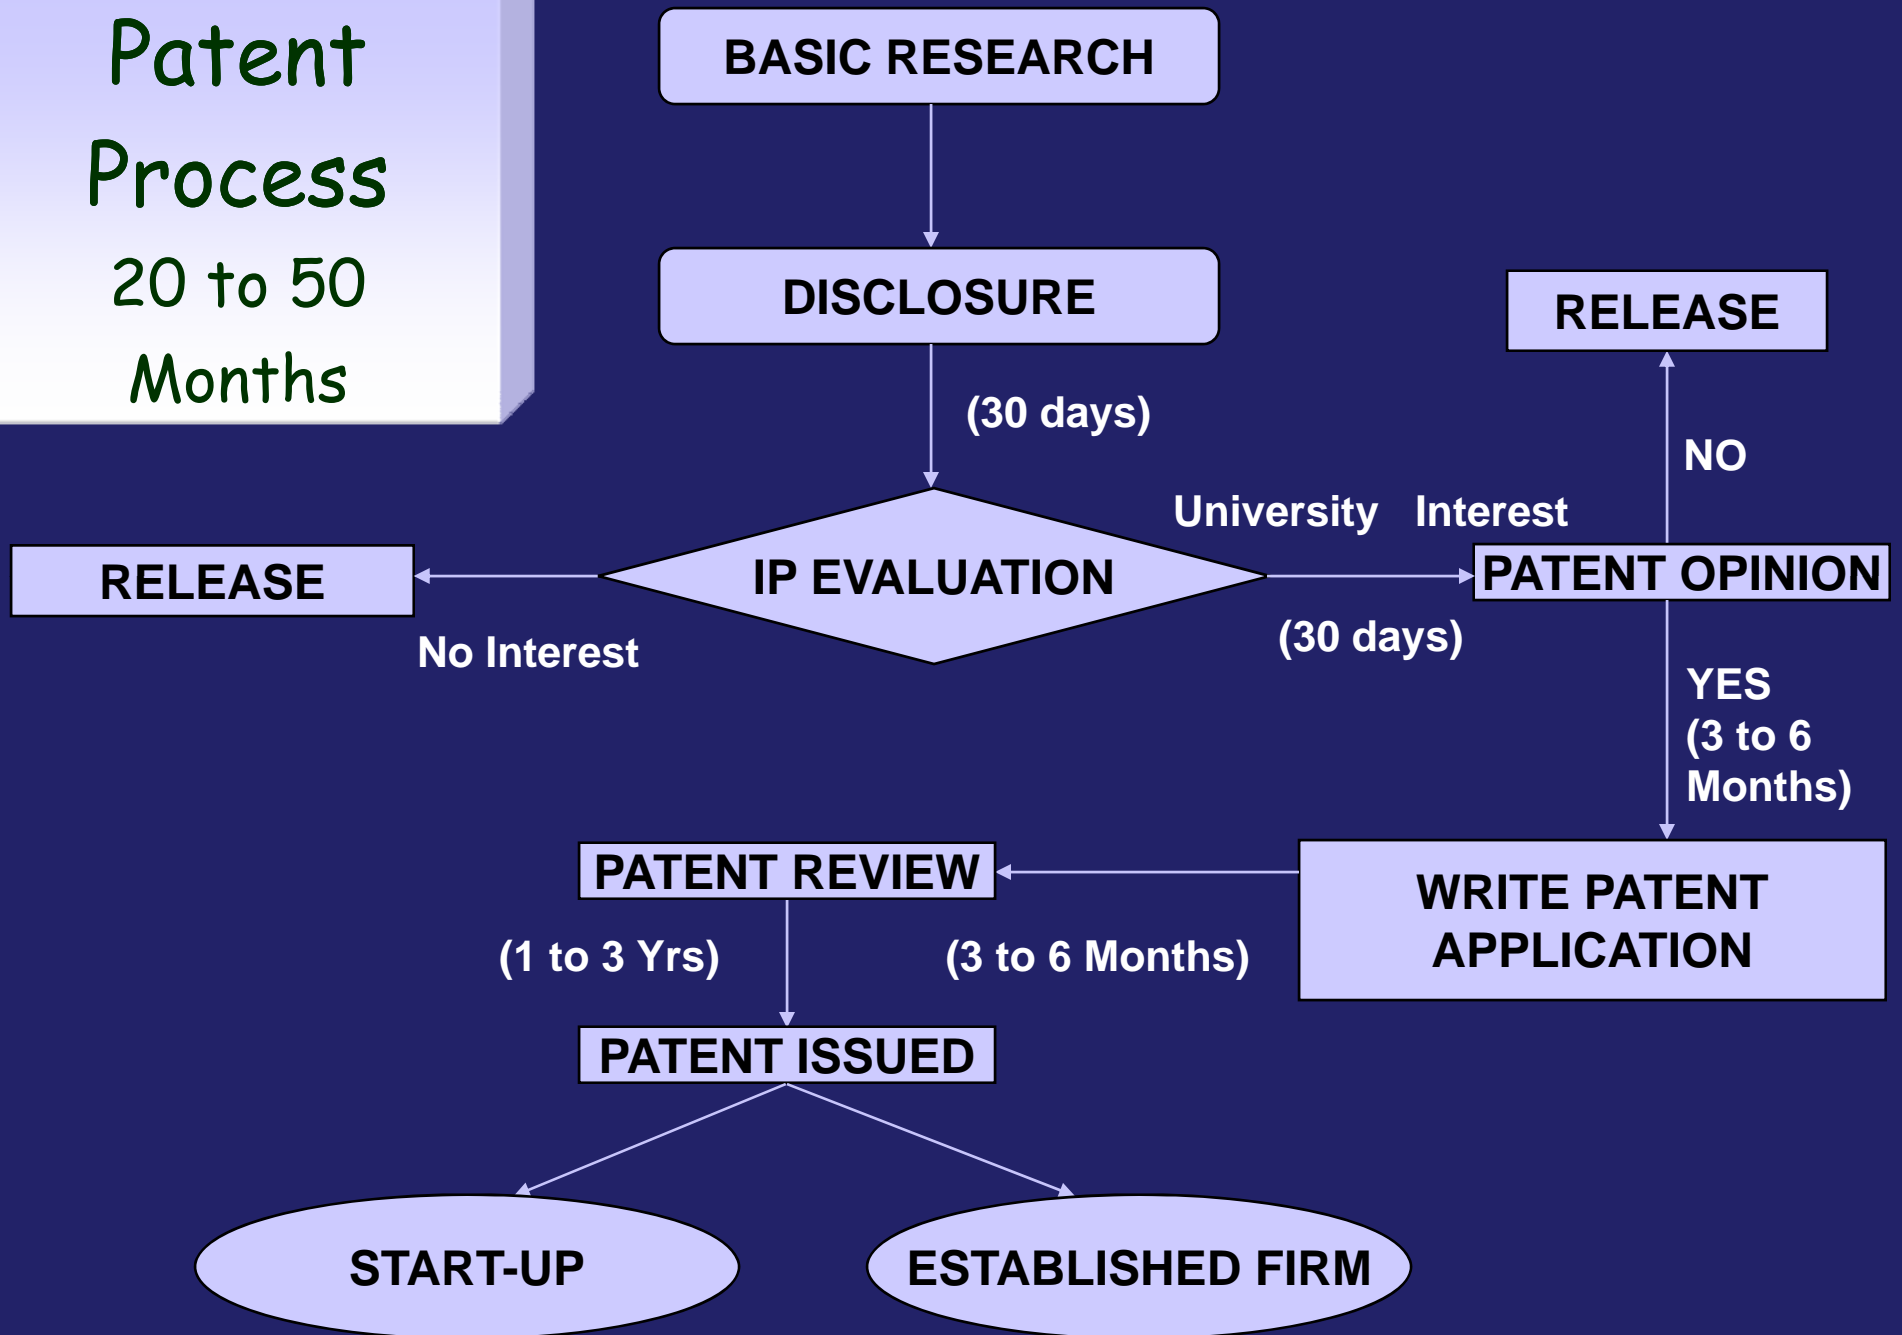 Patent
Process
20 to 50
Months
BASIC RESEARCH
DISCLOSURE
RELEASE
(30 days)
NO
University Interest
RELEASE
IP EVALUATION
PATENT OPINION
No Interest
(30 days)
YES
(3 to 6
Months)
PATENT REVIEW
WRITE PATENT
APPLICATION
(1 to 3 Yrs)
(3 to 6 Months)
PATENT ISSUED
START-UP
ESTABLISHED FIRM